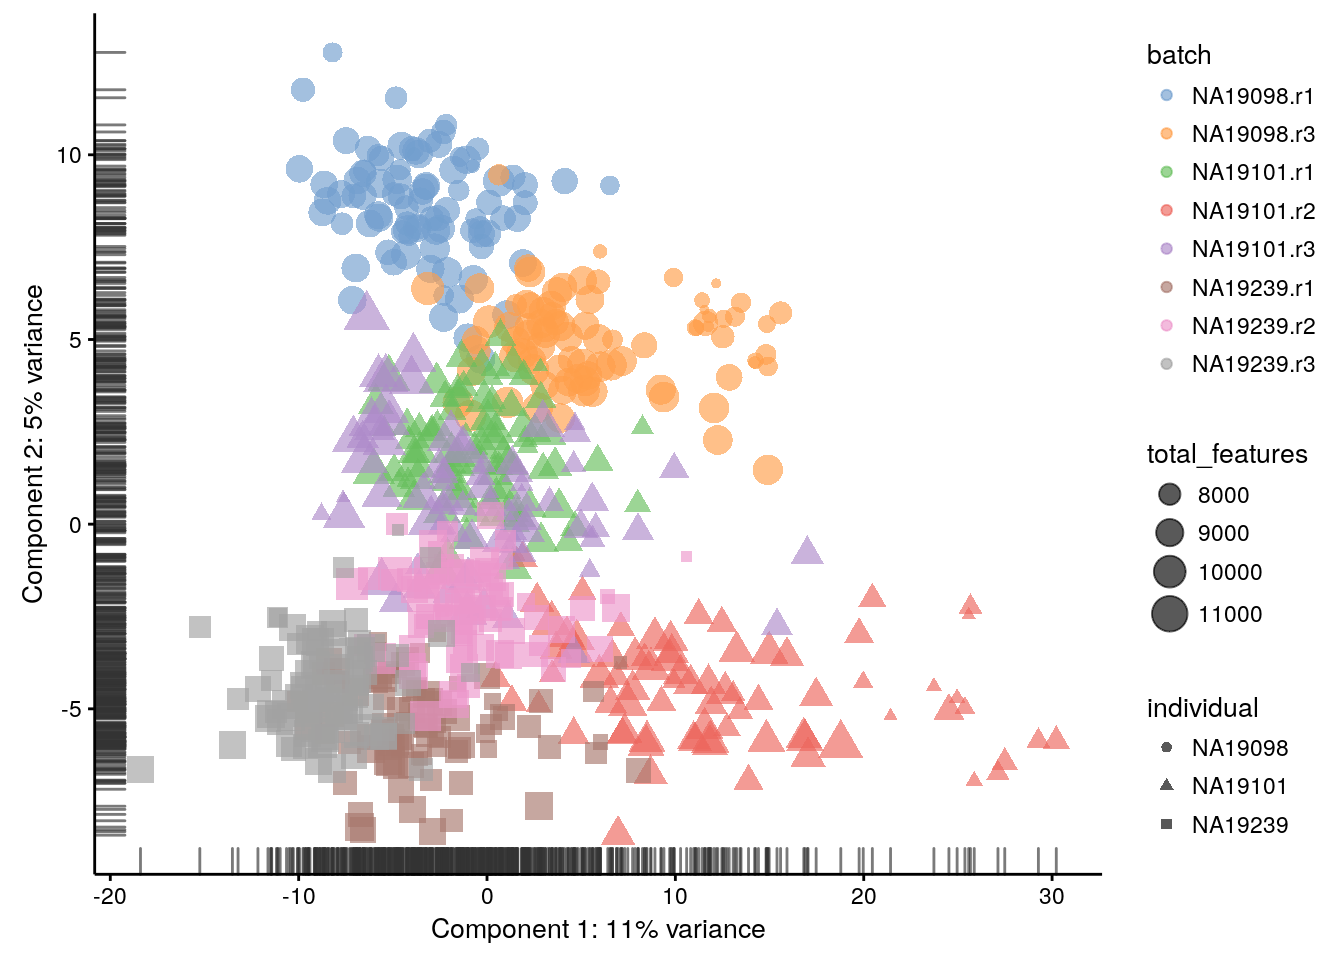 batch
NA19098.r1
NA19098.r3
NA19101.r1
NA19101.r2
NA19101.r3
NA19239.r1
NA19239.r2
NA19239.r3
total_features
8000
9000
10000
11000
individual
NA19098
NA19101
NA19239
Component 2: 5% variance
10
5
0
-5
-20
-10
0
10
20
30
Component 1: 11% variance